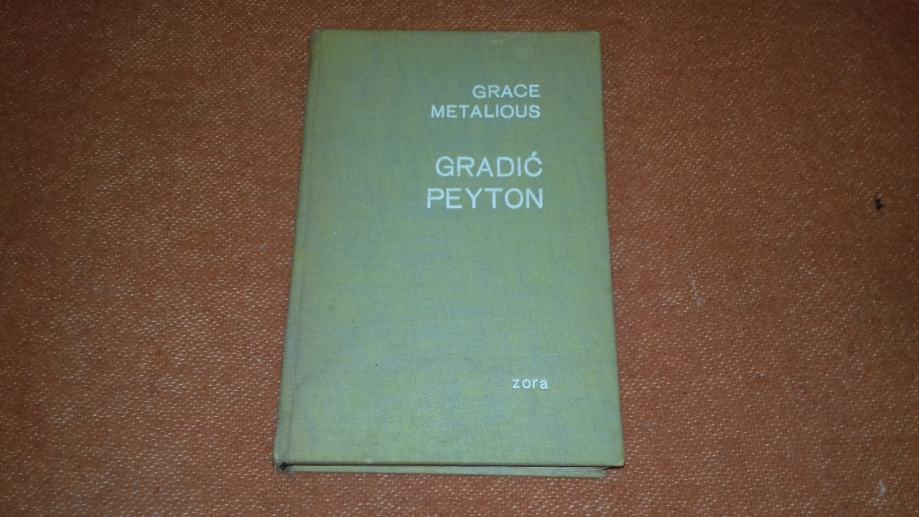 GRACE
METALIOUS
GRADIĆ
PEYTON
zora